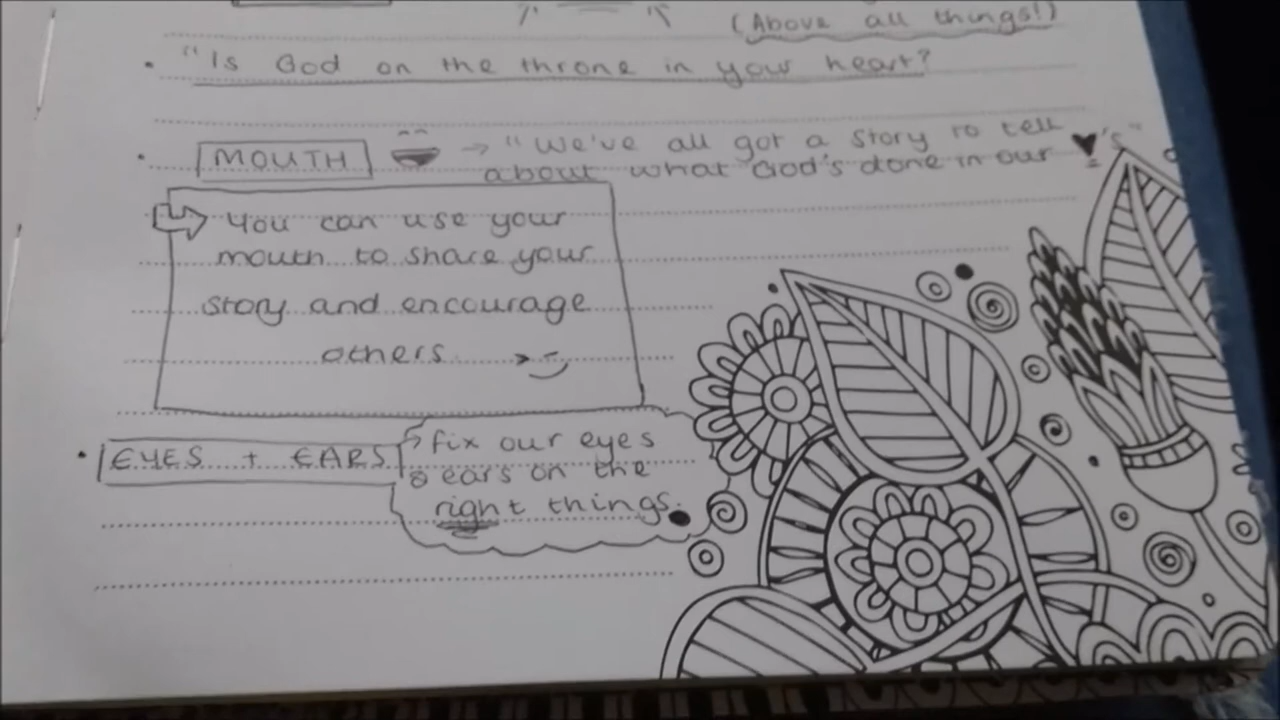 (Above all things!)
"Is God on the throne in your heart?
MOUTH → "We've all got a story to tell
about what God's done in our ♥'s"
You can use your
mouth to share your
story and encourage
others
EYES + EARS
→ fix our eyes
& ears on the
right things.